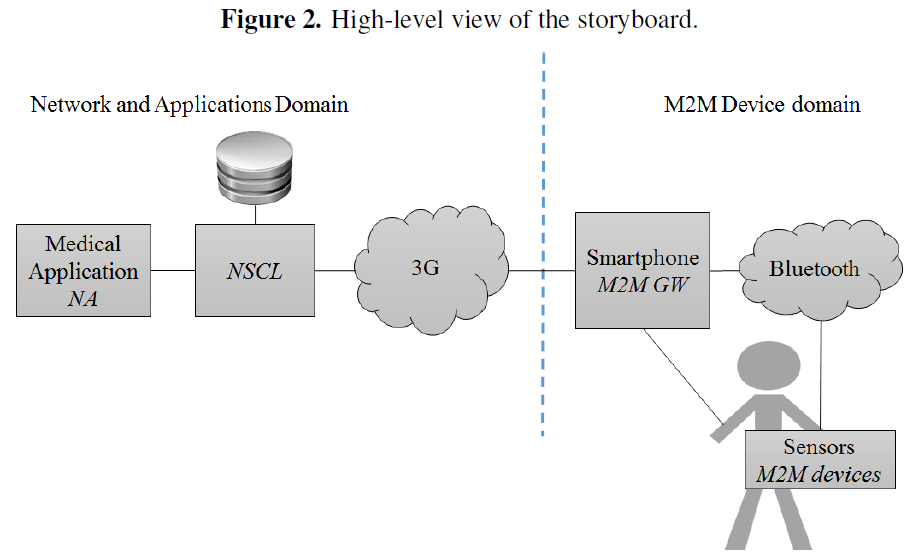 Figure 2. High-level view of the storyboard.
Network and Applications Domain
M2M Device domain
Medical
Application
NA
NSCL
3G
Smartphone
M2M GW
Bluetooth
Sensors
M2M devices